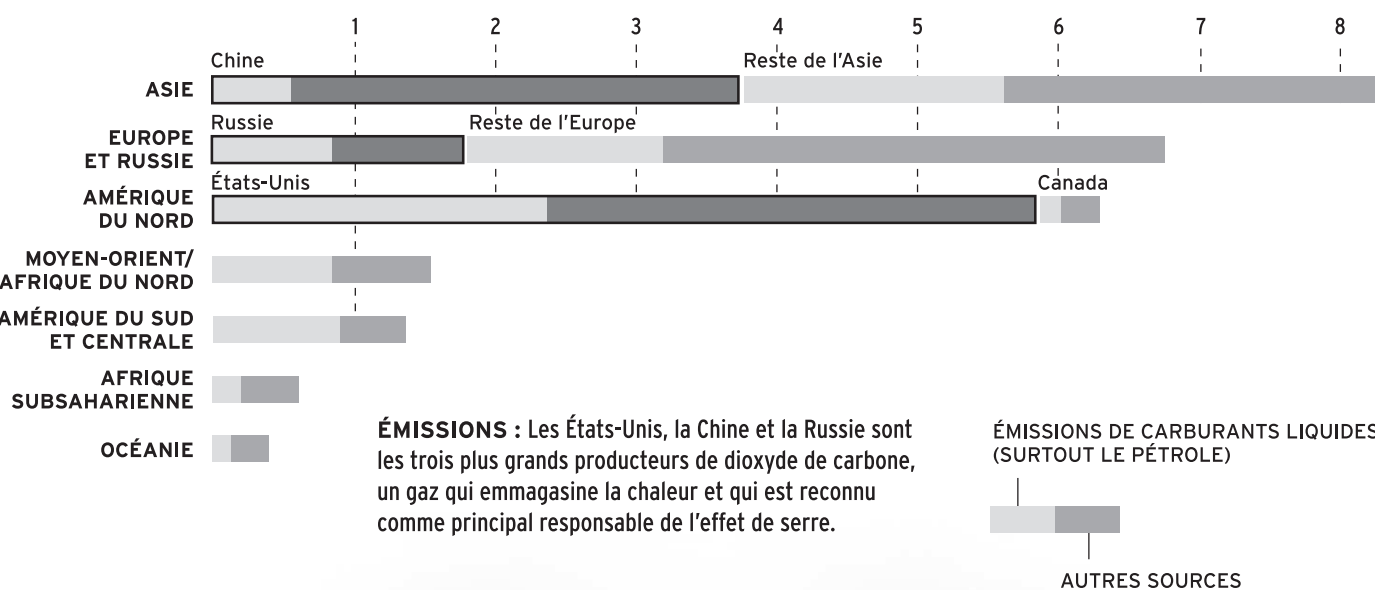 1 2 3 4 5 6 7 8
Chine Reste de l'Asie
ASIE
Russie Reste de l'Europe
EUROPE
ET RUSSIE
États-Unis Canada
AMÉRIQUE
DU NORD
MOYEN-ORIENT/
AFRIQUE DU NORD
AMÉRIQUE DU SUD
ET CENTRALE
AFRIQUE
SUBSAHARIENNE
OCÉANIE
ÉMISSIONS : Les États-Unis, la Chine et la Russie sont
les trois plus grands producteurs de dioxyde de carbone,
un gaz qui emmagasine la chaleur et qui est reconnu
comme principal responsable de l'effet de serre.
ÉMISSIONS DE CARBURANTS LIQUIDES
(SURTOUT LE PÉTROLE)
AUTRES SOURCES